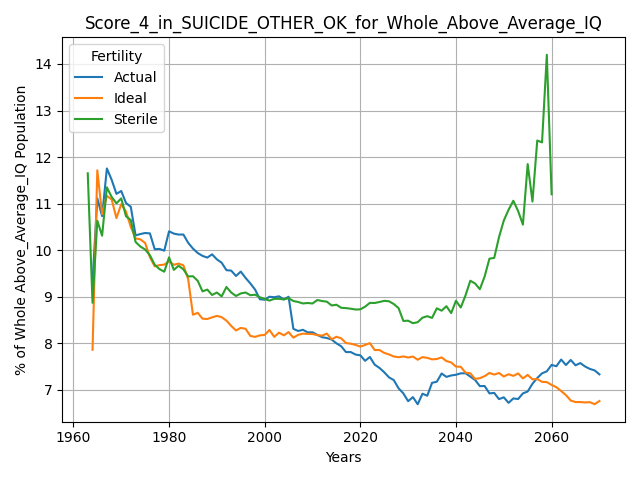 Score_4_in_SUICIDE_OTHER_OK_for_Whole_Above_Average_IQ
Fertility
Actual
Ideal
Sterile
% of Whole Above_Average_IQ Population
14
13
12
11
10
9
8
7
1960
1980
2000
2020
2040
2060
Years